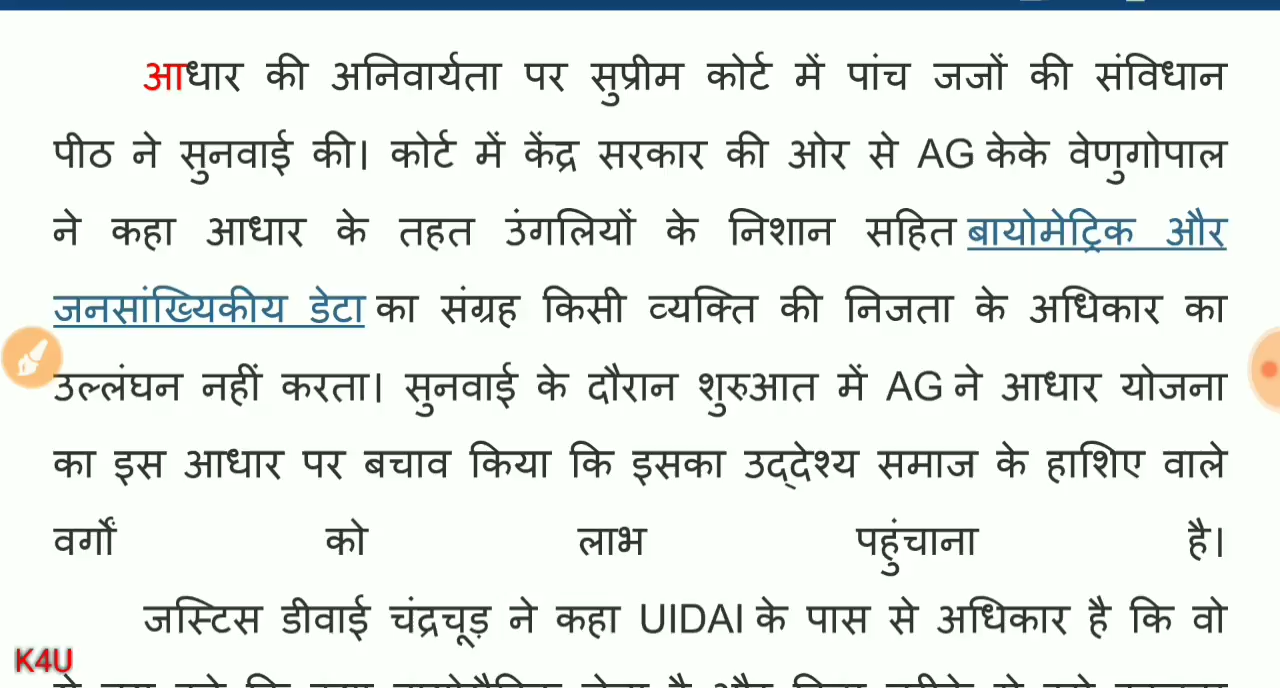 आधार की अनिवार्यता पर सुप्रीम कोर्ट में पांच जजों की संविधान
पीठ ने सुनवाई की। कोर्ट में केंद्र सरकार की ओर से AG केके वेणुगोपाल
ने कहा आधार के तहत उंगलियों के निशान सहित बायोमेट्रिक और
जनसांख्यिकीय डेटा का संग्रह किसी व्यक्ति की निजता के अधिकार का
उल्लंघन नहीं करता। सुनवाई के दौरान शुरुआत में AG ने आधार योजना
का इस आधार पर बचाव किया कि इसका उद्देश्य समाज के हाशिए वाले
वर्गों को लाभ पहुंचाना है।
जस्टिस डीवाई चंद्रचूड़ ने कहा UIDAI के पास से अधिकार है कि वो
K4U